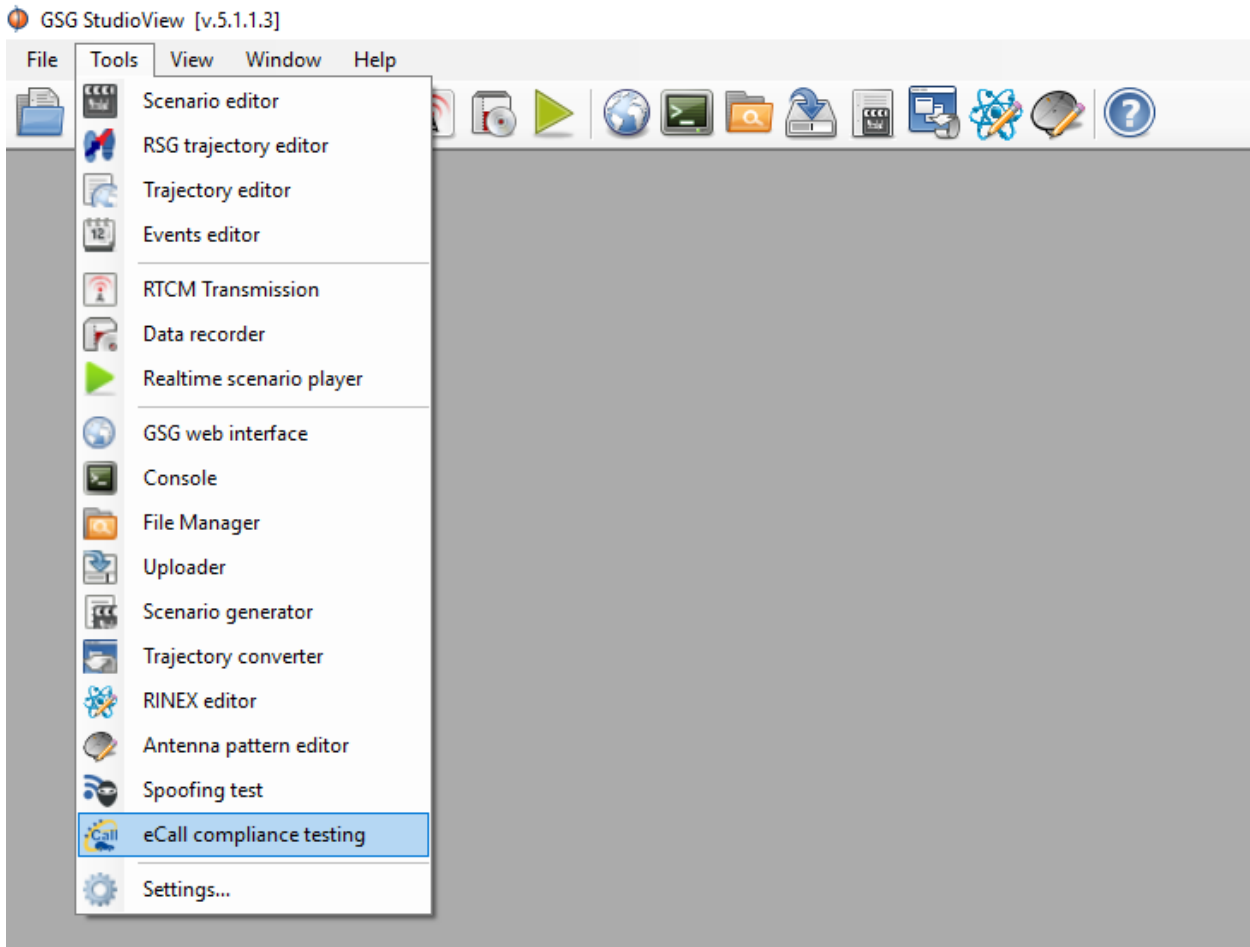 GSG StudioView [v.5.1.1.3]
File Tools View Window Help
Scenario editor
RSG trajectory editor
Trajectory editor
12
Events editor
RTCM Transmission
Data recorder
Realtime scenario player
GSG web interface
Console
File Manager
Uploader
Scenario generator
Trajectory converter
RINEX editor
Antenna pattern editor
Spoofing test
Call
eCall compliance testing
Settings...